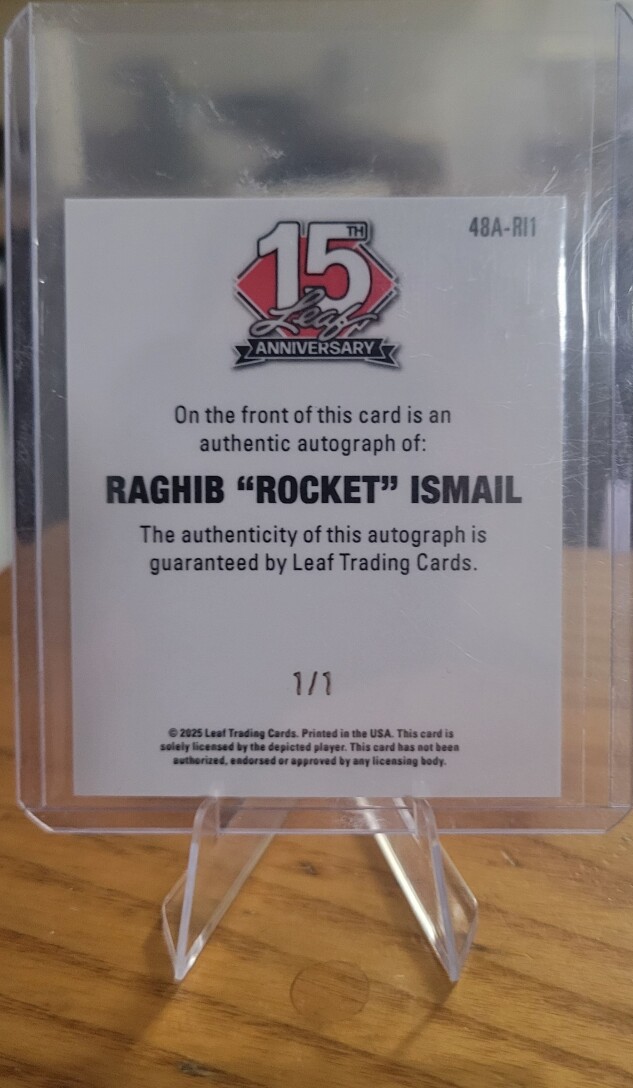 48A-RI1
15TH
Leaf
ANNIVERSARY
On the front of this card is an
authentic autograph of:
RAGHIB “ROCKET” ISMAIL
The authenticity of this autograph is
guaranteed by Leaf Trading Cards.
1/1
© 2025 Leaf Trading Cards. Printed in the USA. This card is
solely licensed by the depicted player. This card has not been
authorized, endorsed or approved by any licensing body.